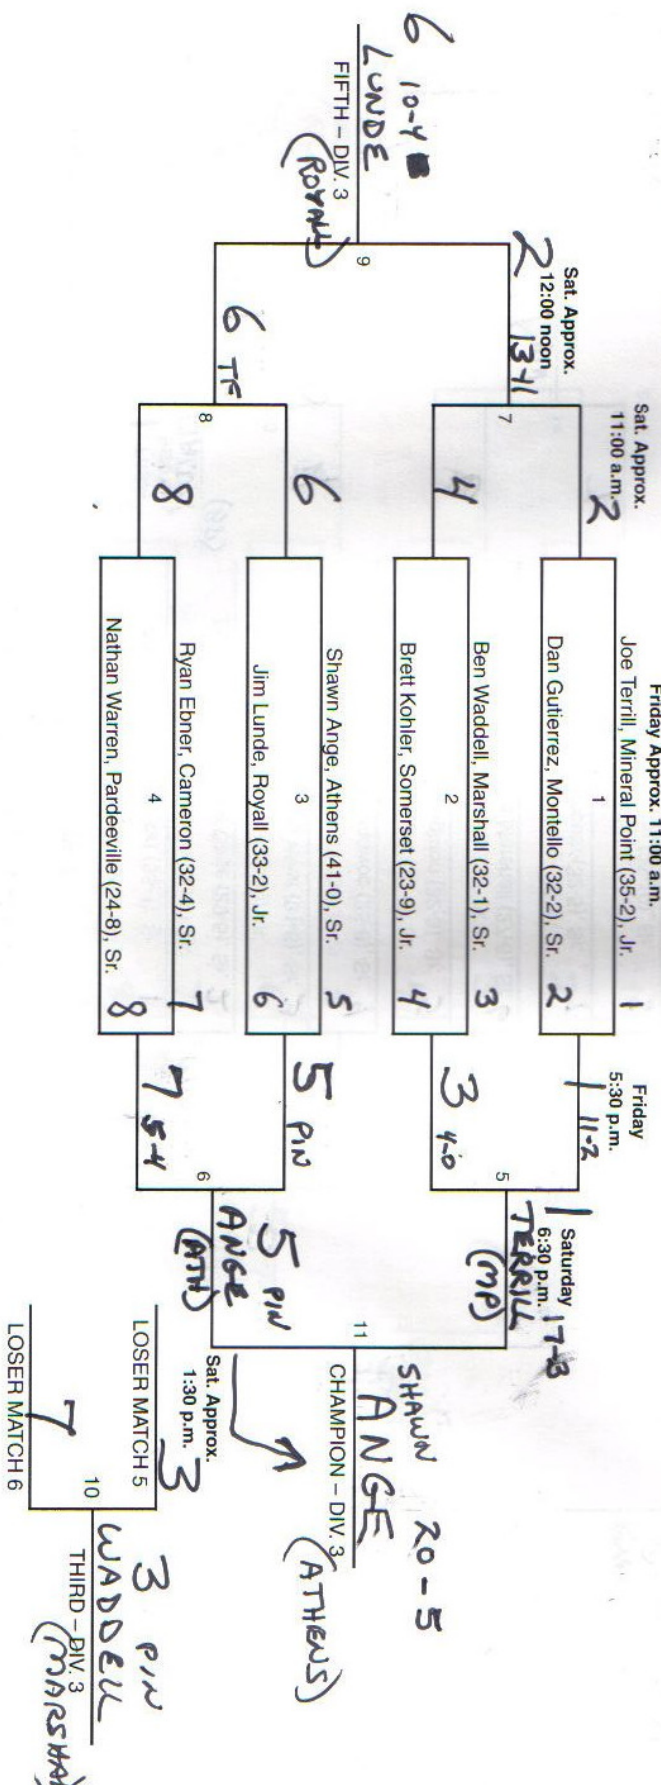 Friday Approx. 11:00 a.m.
Joe Terrill, Mineral Point (35-2), Jr. 1
1
Dan Gutierrez, Montello (32-2), Sr. 2
Ben Waddell, Marshall (32-1), Sr. 3
2
Brett Kohler, Somerset (23-9), Jr. 4
Shawn Ange, Athens (41-0), Sr. 5
3
Jim Lunde, Royall (33-2), Jr. 6
Ryan Ebner, Cameron (32-4), Sr. 7
4
Nathan Warren, Pardeeville (24-8), Sr. 8
Friday
5:30 p.m.
1 11-2
3 4-0
5
5 PIN
7 5-4
6
Saturday
6:30 p.m.
1 17-3
TERRILL
(MP)
5 PIN
ANGE
(ATH)
11
SHAWN 20-5
ANGE
CHAMPION – DIV. 3
(ATHENS)
Sat. Approx.
1:30 p.m.
3
LOSER MATCH 5
10
7
LOSER MATCH 6
3 PIN
WADDELL
THIRD – DIV. 3
(MARSHA
Sat. Approx.
11:00 a.m.
2
4
7
6
8
8
Sat. Approx.
12:00 noon
2 13-11
6 TF
9
6 10-4
LUNDE
FIFTH – DIV. 3
(ROYALL)